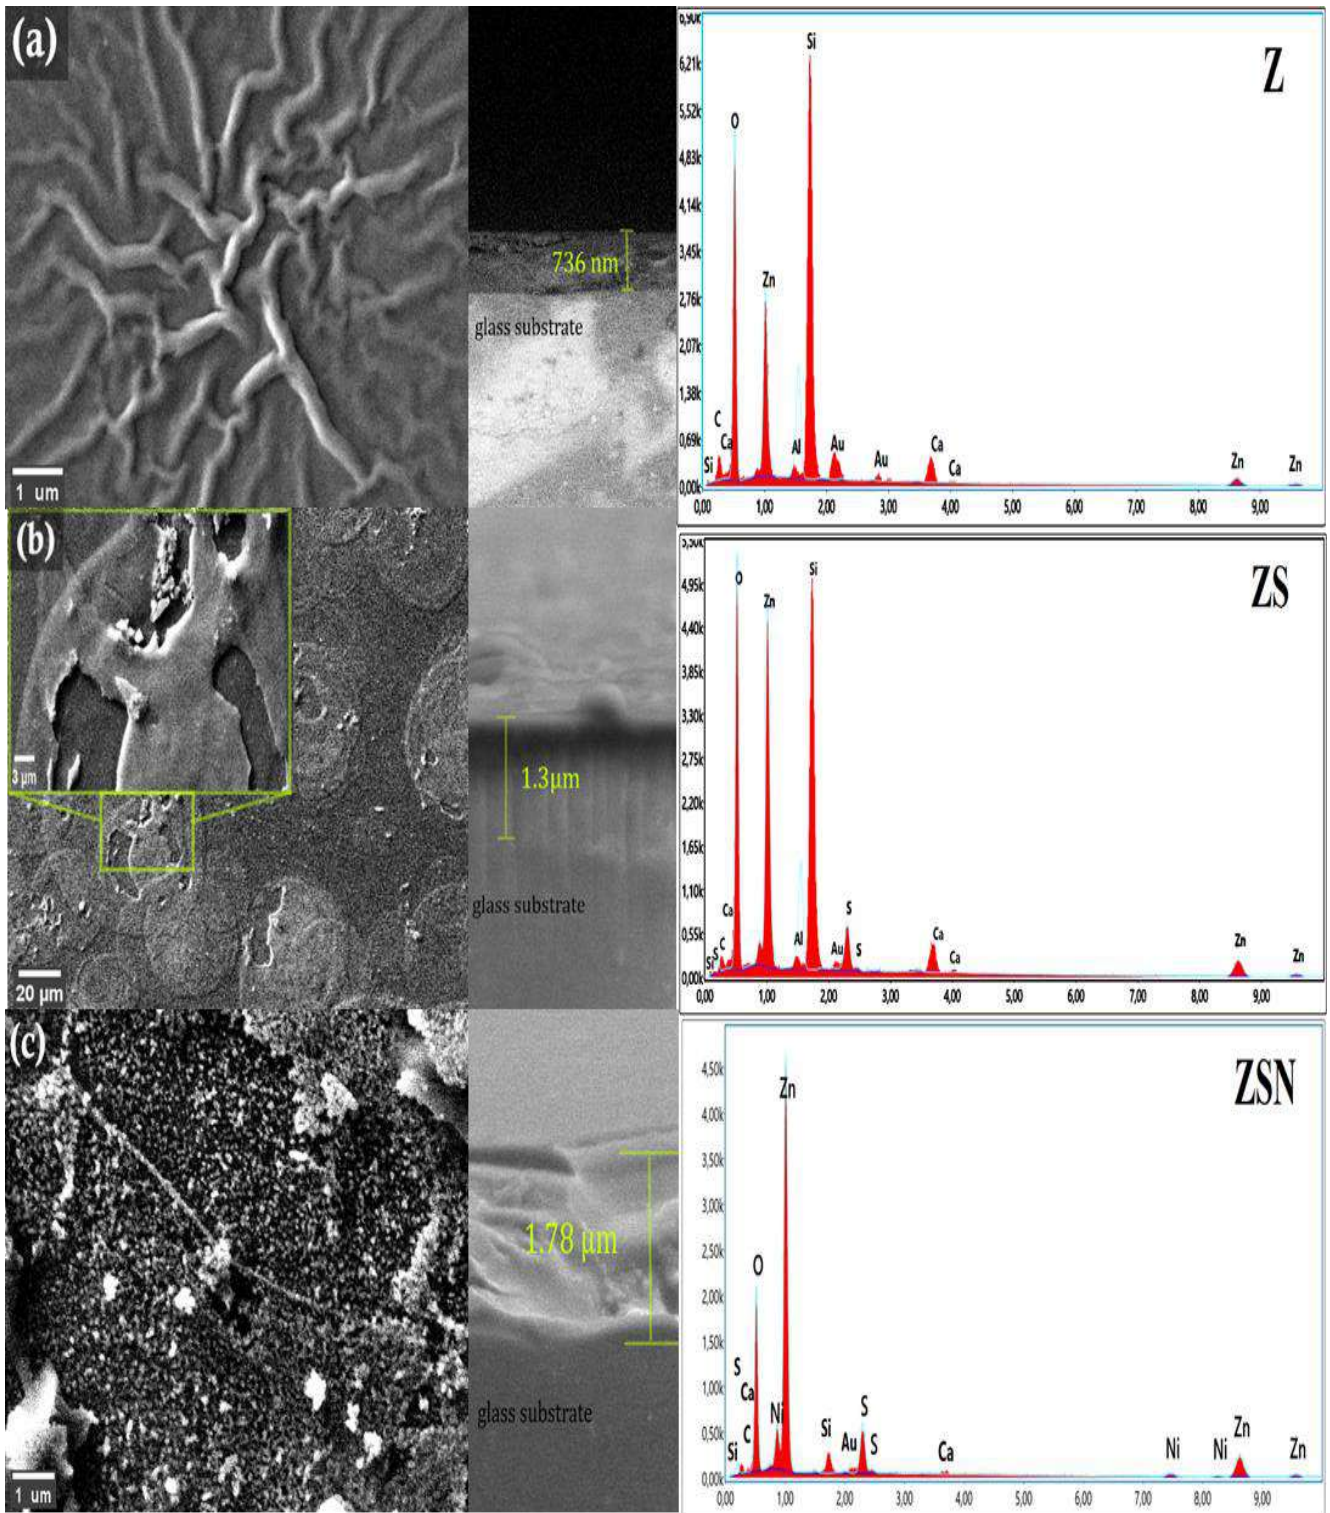 (a)
1 um
736 nm
glass substrate
Z
6,90k
6,21k
5,52k
4,83k
4,14k
3,45k
2,76k
2,07k
1,38k
0,69k
0,00k
Si
C
Ca
O
Zn
Al
Si
Au
Au
Ca
Ca
Zn
Zn
0,00 1,00 2,00 3,00 4,00 5,00 6,00 7,00 8,00 9,00
(b)
3 µm
20 µm
1.3µm
glass substrate
ZS
4,95k
4,40k
3,85k
3,30k
2,75k
2,20k
1,65k
1,10k
0,55k
0,00k
Si
S
C
Ca
O
Zn
Al
Si
Au
S
S
Ca
Ca
Zn
Zn
0,00 1,00 2,00 3,00 4,00 5,00 6,00 7,00 8,00 9,00
(c)
1 um
1.78 µm
glass substrate
ZSN
4,50k
4,00k
3,50k
3,00k
2,50k
2,00k
1,50k
1,00k
0,50k
0,00k
S
Ca
C
Si
O
Ni
Zn
Si
Au
S
S
Ca
Ni
Ni
Zn
Zn
0,00 1,00 2,00 3,00 4,00 5,00 6,00 7,00 8,00 9,00